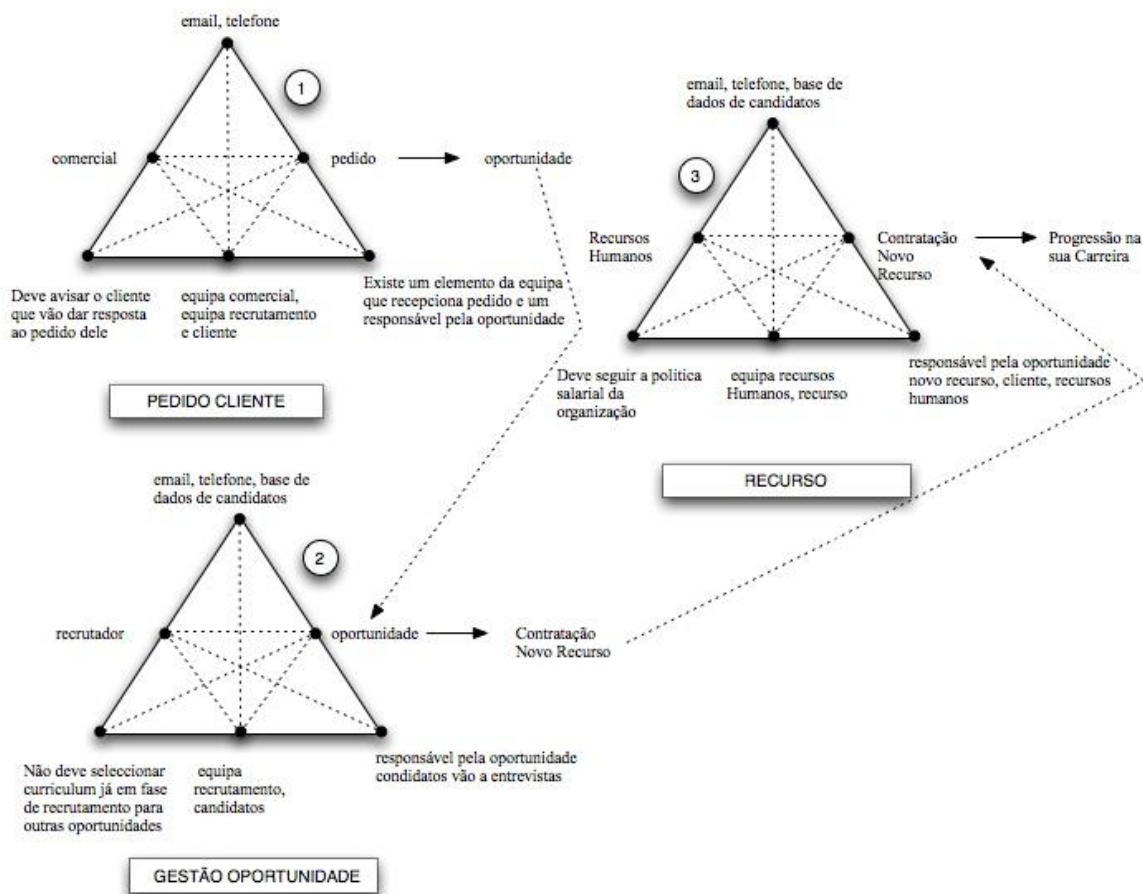 email, telefone
1
comercial
pedido
oportunidade
Deve avisar o cliente
que vão dar resposta
ao pedido dele
equipa comercial,
equipa recrutamento
e cliente
Existe um elemento da equipa
que recepciona pedido e um
responsável pela oportunidade
PEDIDO CLIENTE
email, telefone, base de
dados de candidatos
3
Recursos
Humanos
Contratação
Novo
Recurso
Progressão na
sua Carreira
Deve seguir a politica
salarial da
organização
equipa recursos
Humanos, recurso
responsável pela oportunidade
novo recurso, cliente, recursos
humanos
RECURSO
email, telefone, base de
dados de candidatos
2
recrutador
oportunidade
Contratação
Novo Recurso
Não deve seleccionar
curriculum já em fase
de recrutamento para
outras oportunidades
equipa
recrutamento,
candidatos
responsável pela oportunidade
condidatos vão a entrevistas
GESTÃO OPORTUNIDADE